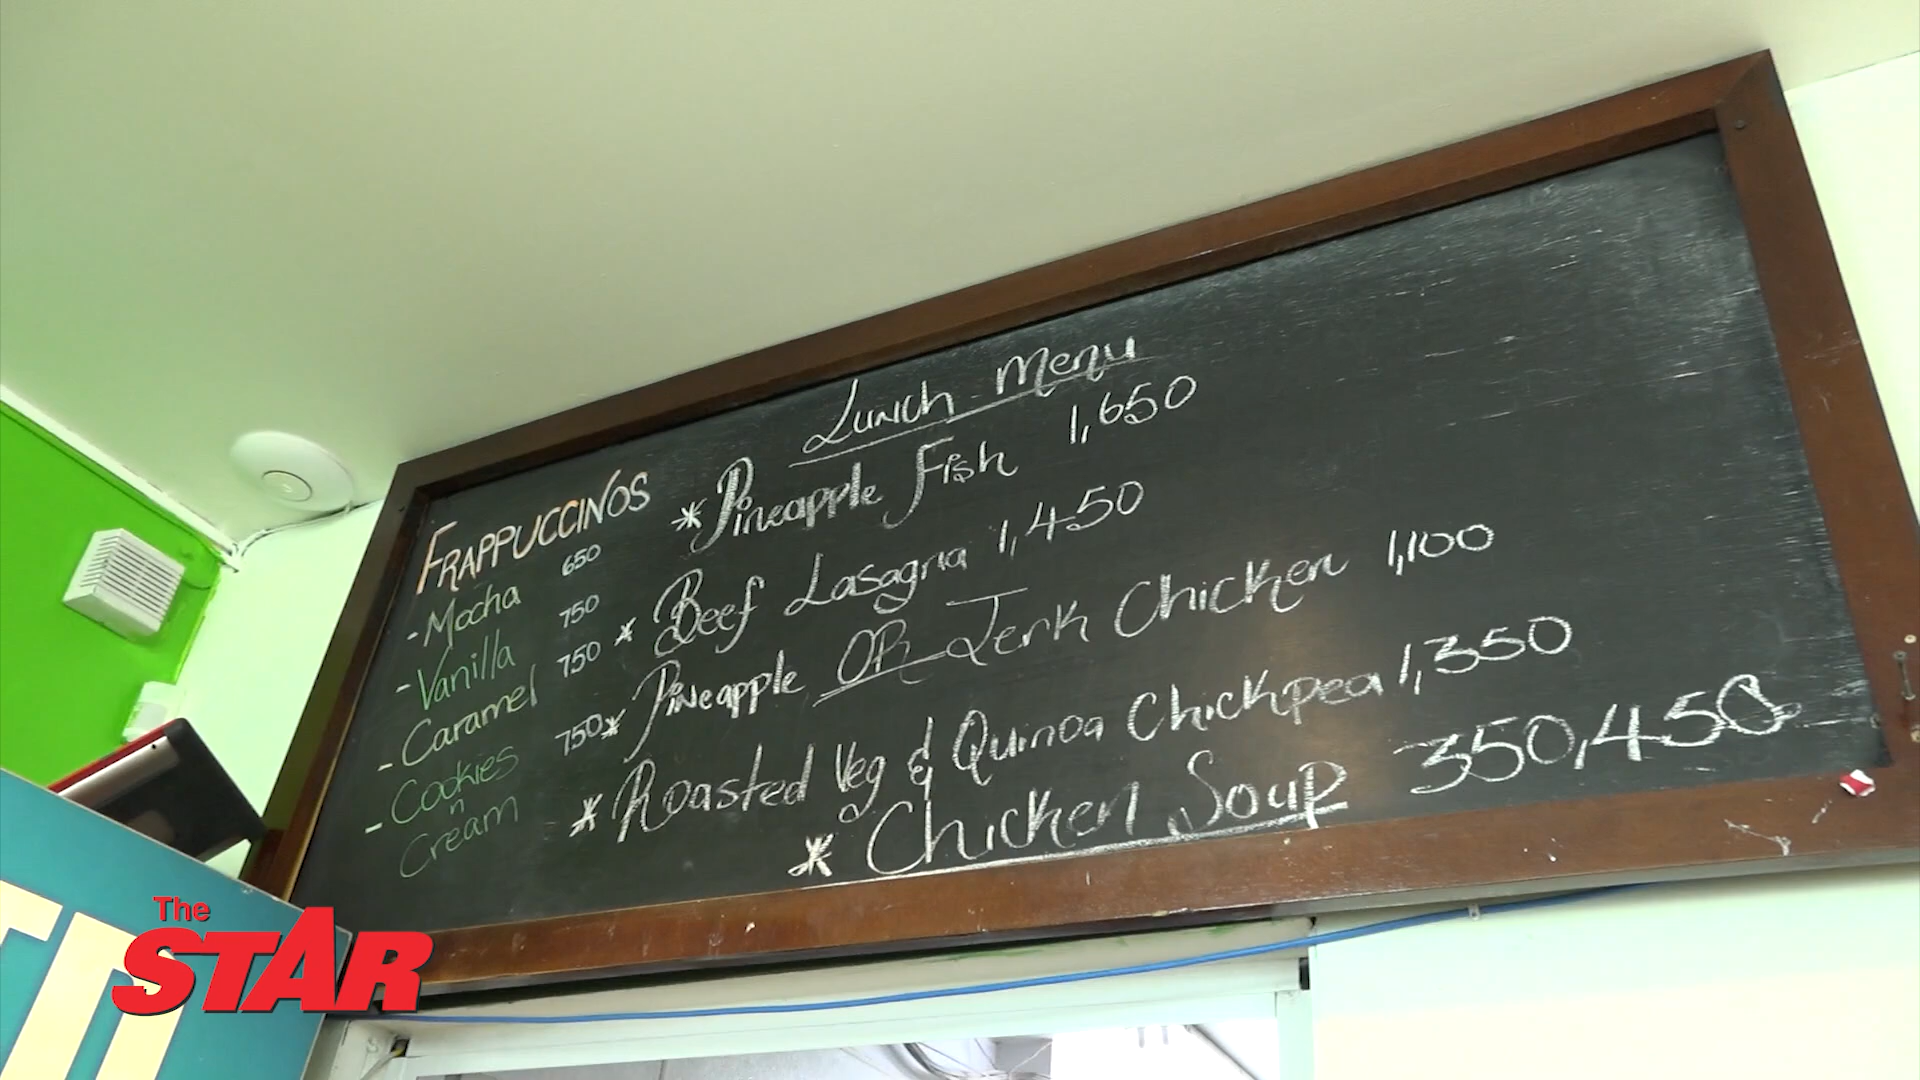 FRAPPUCCINOS
- Mocha 650
- Vanilla 750
- Caramel 750
- Cookies 750
n
Cream
Lunch Menu
* Pineapple Fish 1,650
* Beef Lasagna 1,450
* Pineapple OR Jerk Chicken 1,100
* Roasted Veg & Quinoa Chickpea 1,350
* Chicken Soup 350,450
The
STAR